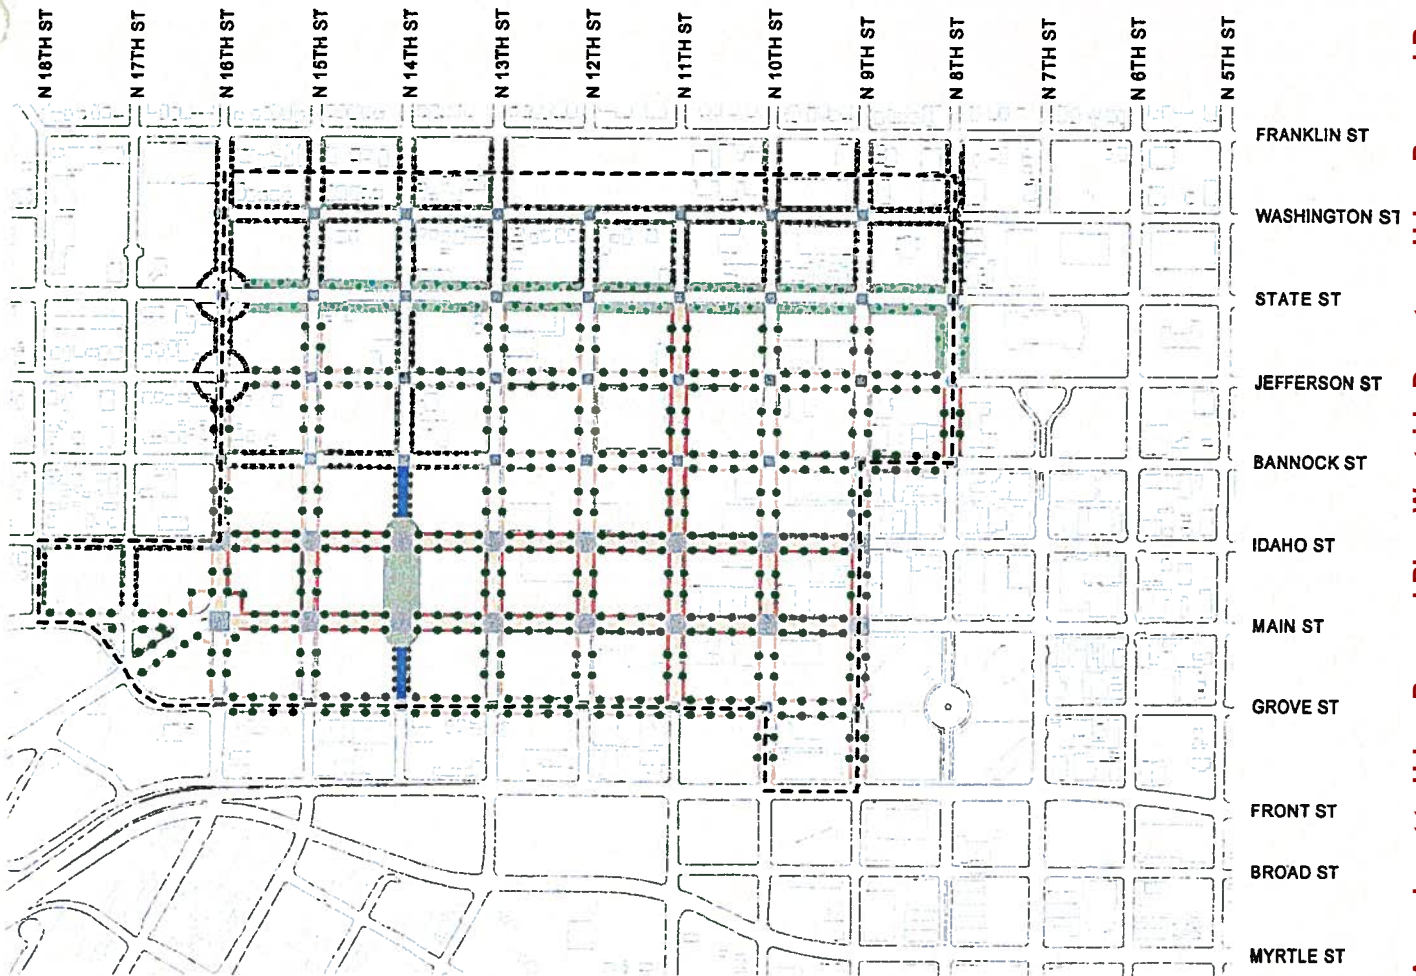 N 18TH ST
N 17TH ST
N 16TH ST
N 15TH ST
N 14TH ST
N 13TH ST
N 12TH ST
N 11TH ST
N 10TH ST
N 9TH ST
N 8TH ST
N 7TH ST
N 6TH ST
N 5TH ST
FRANKLIN ST
WASHINGTON ST
STATE ST
JEFFERSON ST
BANNOCK ST
IDAHO ST
MAIN ST
GROVE ST
FRONT ST
BROAD ST
MYRTLE ST